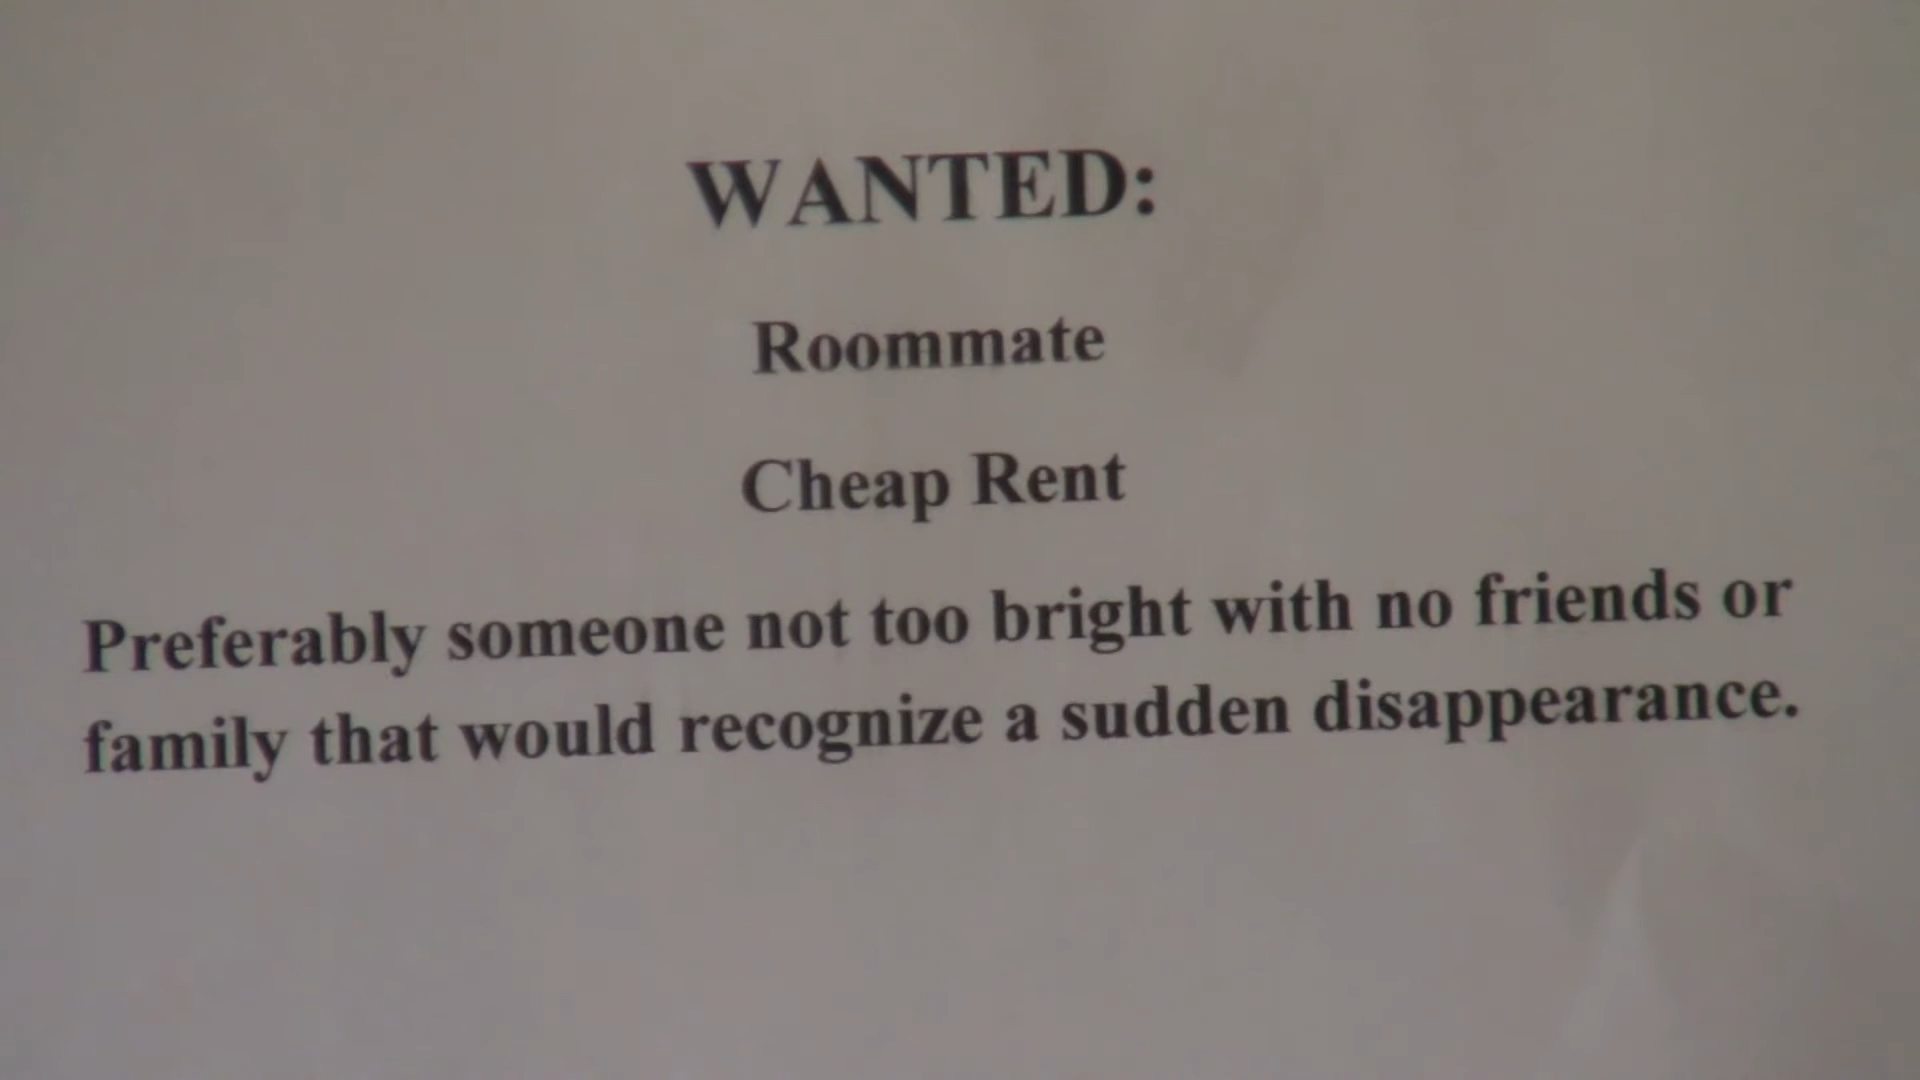 WANTED:
Roommate
Cheap Rent
Preferably someone not too bright with no friends or
family that would recognize a sudden disappearance.